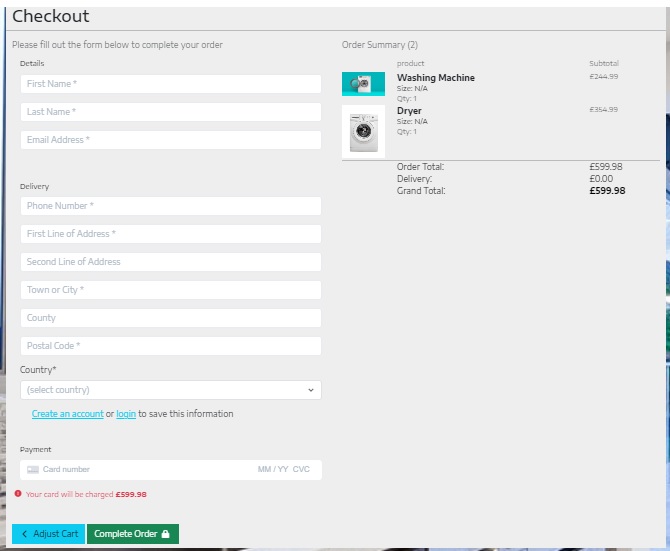 Checkout
Please fill out the form below to complete your order
Details
First Name *
Last Name *
Email Address *
Delivery
Phone Number *
First Line of Address *
Second Line of Address
Town or City *
County
Postal Code *
Country*
(select country)
Create an account or login to save this information
Payment
Card number MM / YY CVC
Your card will be charged £599.98
Adjust Cart Complete Order
Order Summary (2)
product Subtotal
Washing Machine £244.99
Size: N/A
Qty: 1
Dryer £354.99
Size: N/A
Qty: 1
Order Total: £599.98
Delivery: £0.00
Grand Total: £599.98